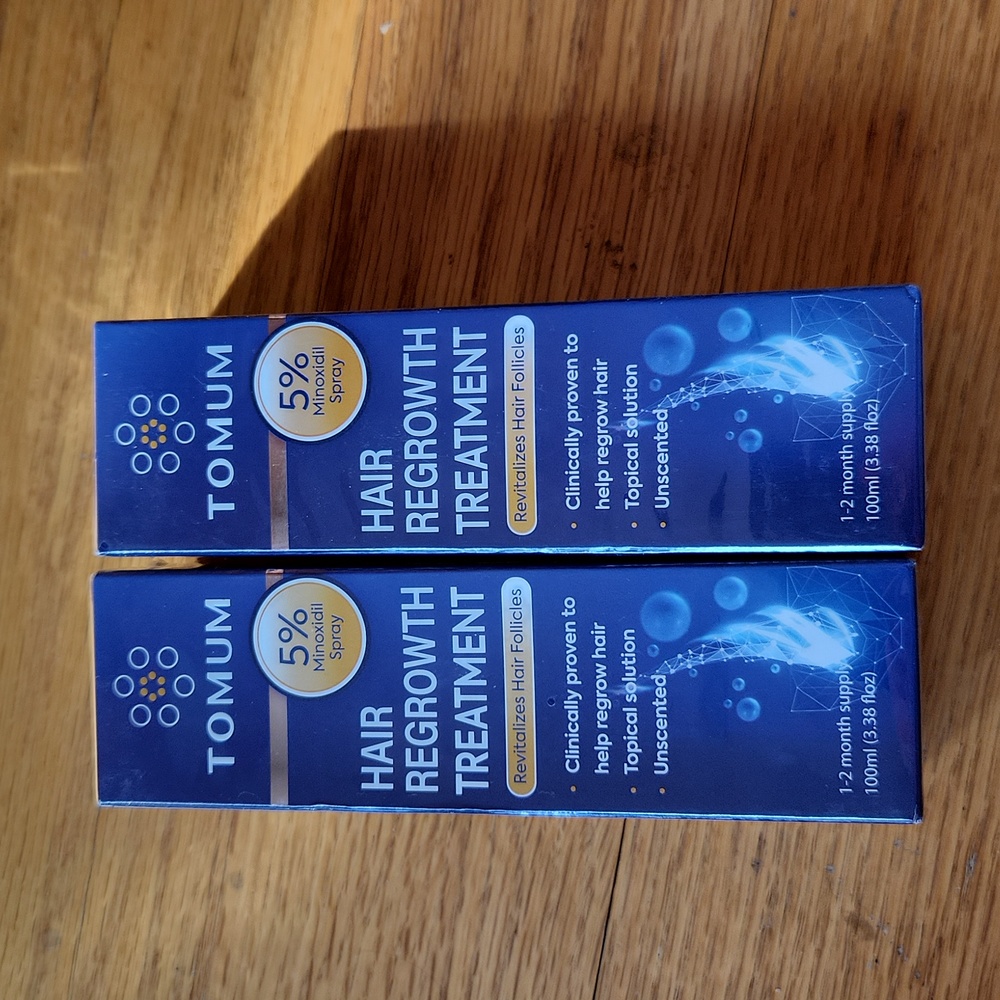 TOMUM
5%
Minoxidil
Spray
HAIR
REGROWTH
TREATMENT
Revitalizes Hair Follicles
• Clinically proven to
help regrow hair
• Topical solution
• Unscented
1-2 month supply
100ml (3.38 floz)
TOMUM
5%
Minoxidil
Spray
HAIR
REGROWTH
TREATMENT
Revitalizes Hair Follicles
• Clinically proven to
help regrow hair
• Topical solution
• Unscented
1-2 month supply
100ml (3.38 floz)